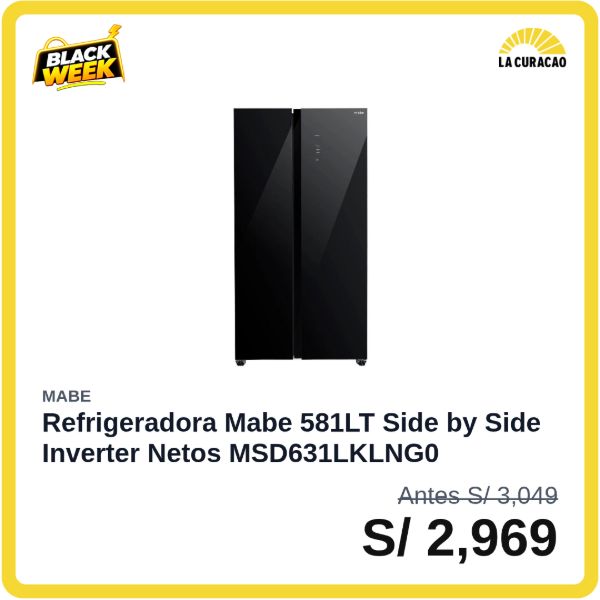 BLACK
WEEK
LA CURACAO
MABE
Refrigeradora Mabe 581LT Side by Side
Inverter Netos MSD631LKLNG0
Antes S/ 3,049
S/ 2,969